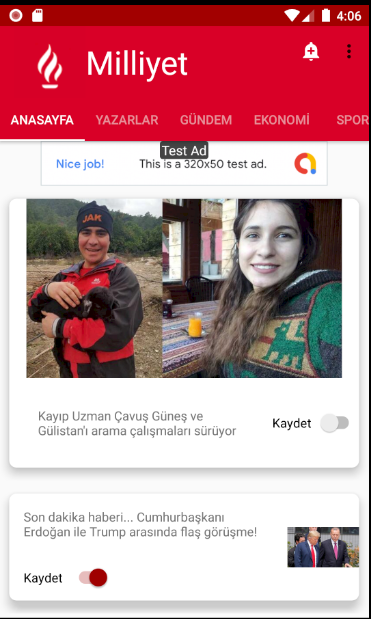 4:06
Milliyet
ANASAYFA YAZARLAR GÜNDEM EKONOMİ SPOR
Test Ad
Nice job! This is a 320x50 test ad.
JAK
Kayıp Uzman Çavuş Güneş ve
Gülistan'ı arama çalışmaları sürüyor
Kaydet
Son dakika haberi... Cumhurbaşkanı
Erdoğan ile Trump arasında flaş görüşme!
Kaydet